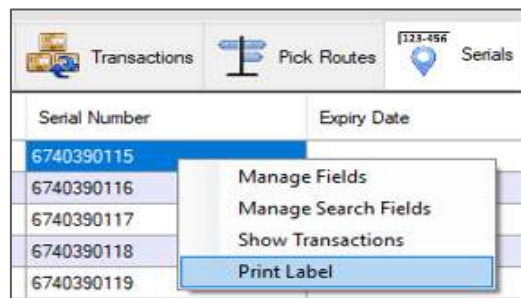 Transactions
Pick Routes
123-456
Serials
Serial Number Expiry Date
6740390115
6740390116
6740390117
6740390118
6740390119
Manage Fields
Manage Search Fields
Show Transactions
Print Label